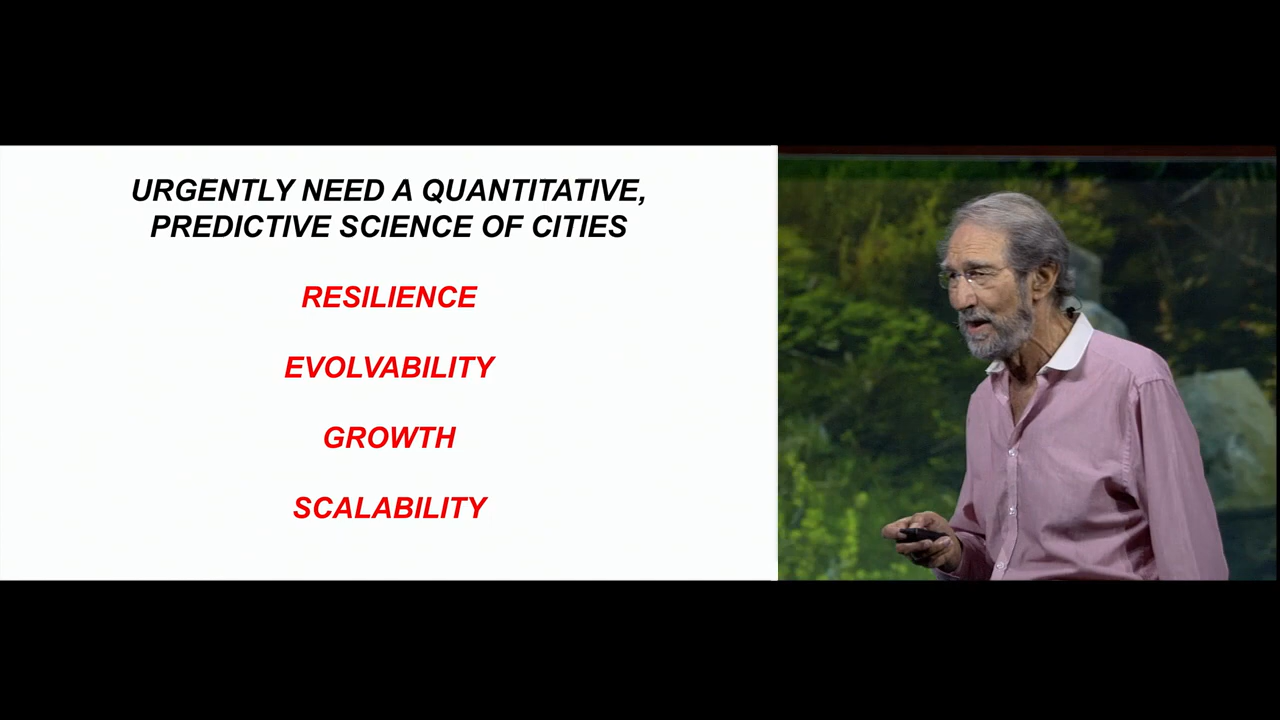 URGENTLY NEED A QUANTITATIVE,
PREDICTIVE SCIENCE OF CITIES
RESILIENCE
EVOLVABILITY
GROWTH
SCALABILITY